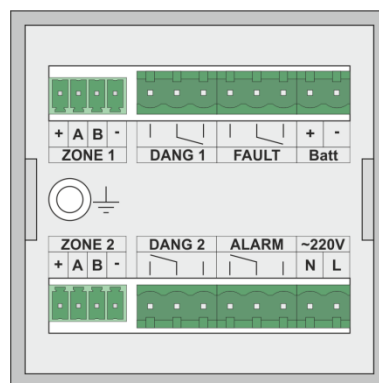 + A B - + -
ZONE 1 DANG 1 FAULT Batt
ZONE 2 DANG 2 ALARM ~220V
+ A B - N L